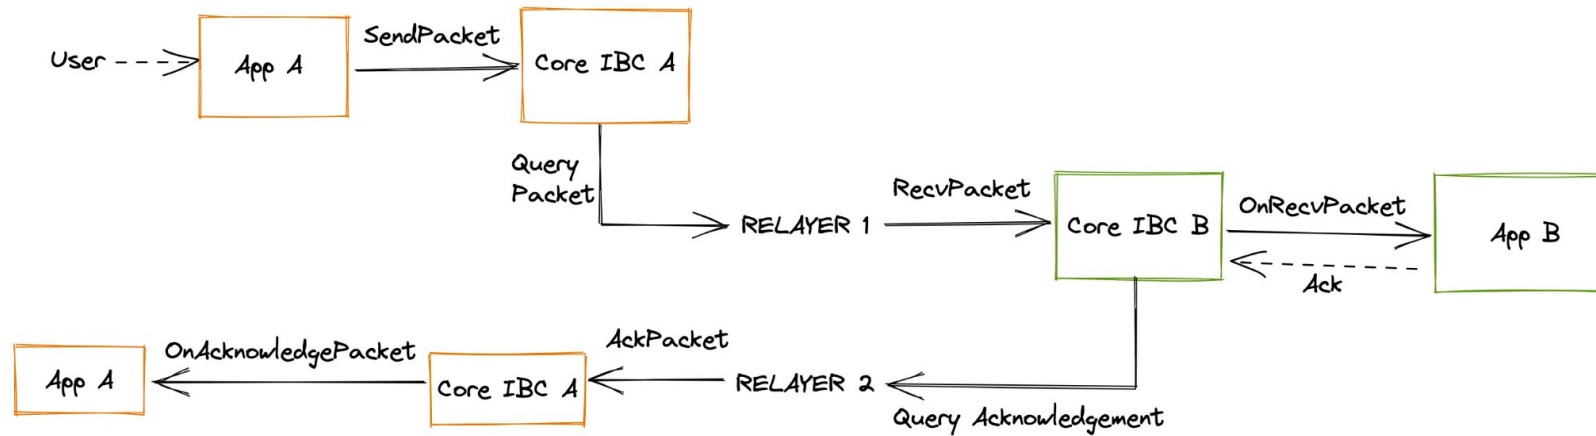 User
App A
SendPacket
Core IBC A
Query
Packet
RELAYER 1
RecvPacket
Core IBC B
OnRecvPacket
App B
Ack
Query Acknowledgement
RELAYER 2
AckPacket
Core IBC A
OnAcknowledgePacket
App A